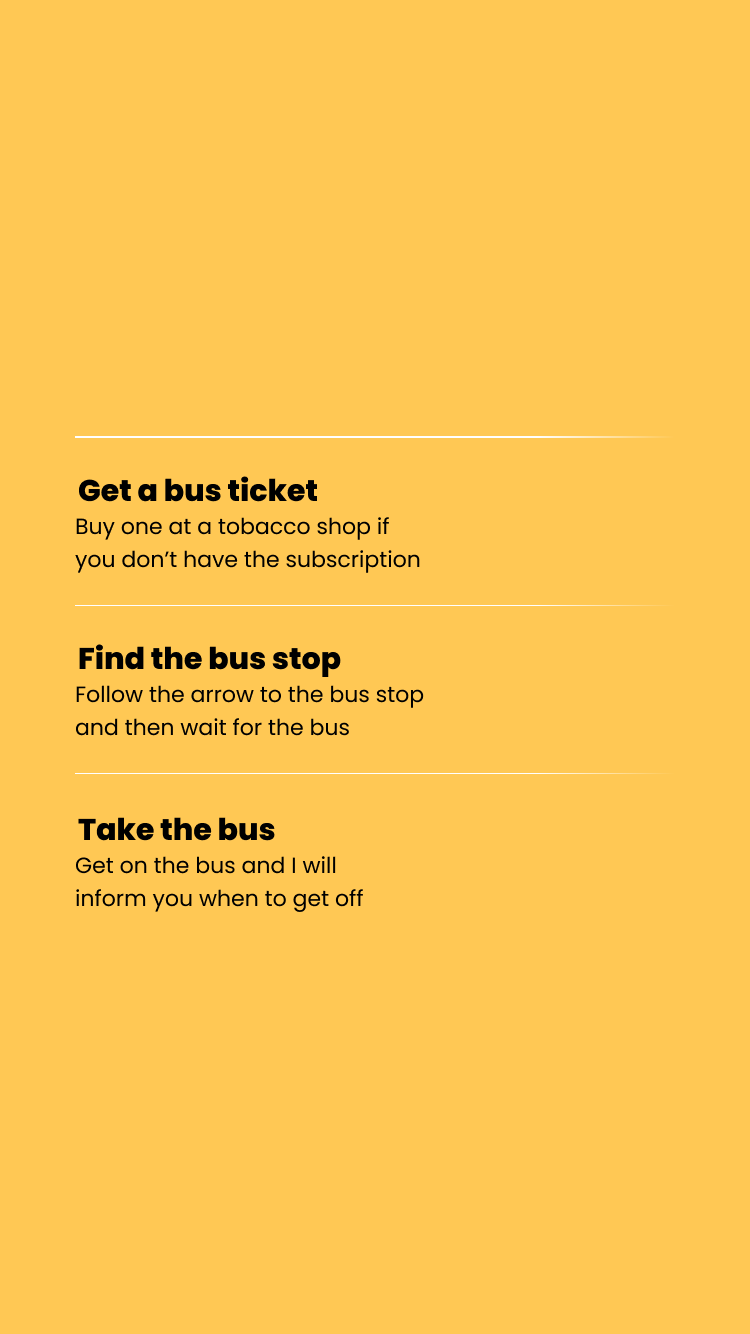 Get a bus ticket
Buy one at a tobacco shop if
you don’t have the subscription
Find the bus stop
Follow the arrow to the bus stop
and then wait for the bus
Take the bus
Get on the bus and I will
inform you when to get off